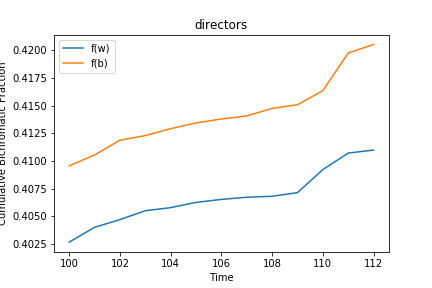 directors
f(w)
f(b)
Cumulative Bichromatic Fraction
0.4200
0.4175
0.4150
0.4125
0.4100
0.4075
0.4050
0.4025
100 102 104 106 108 110 112
Time